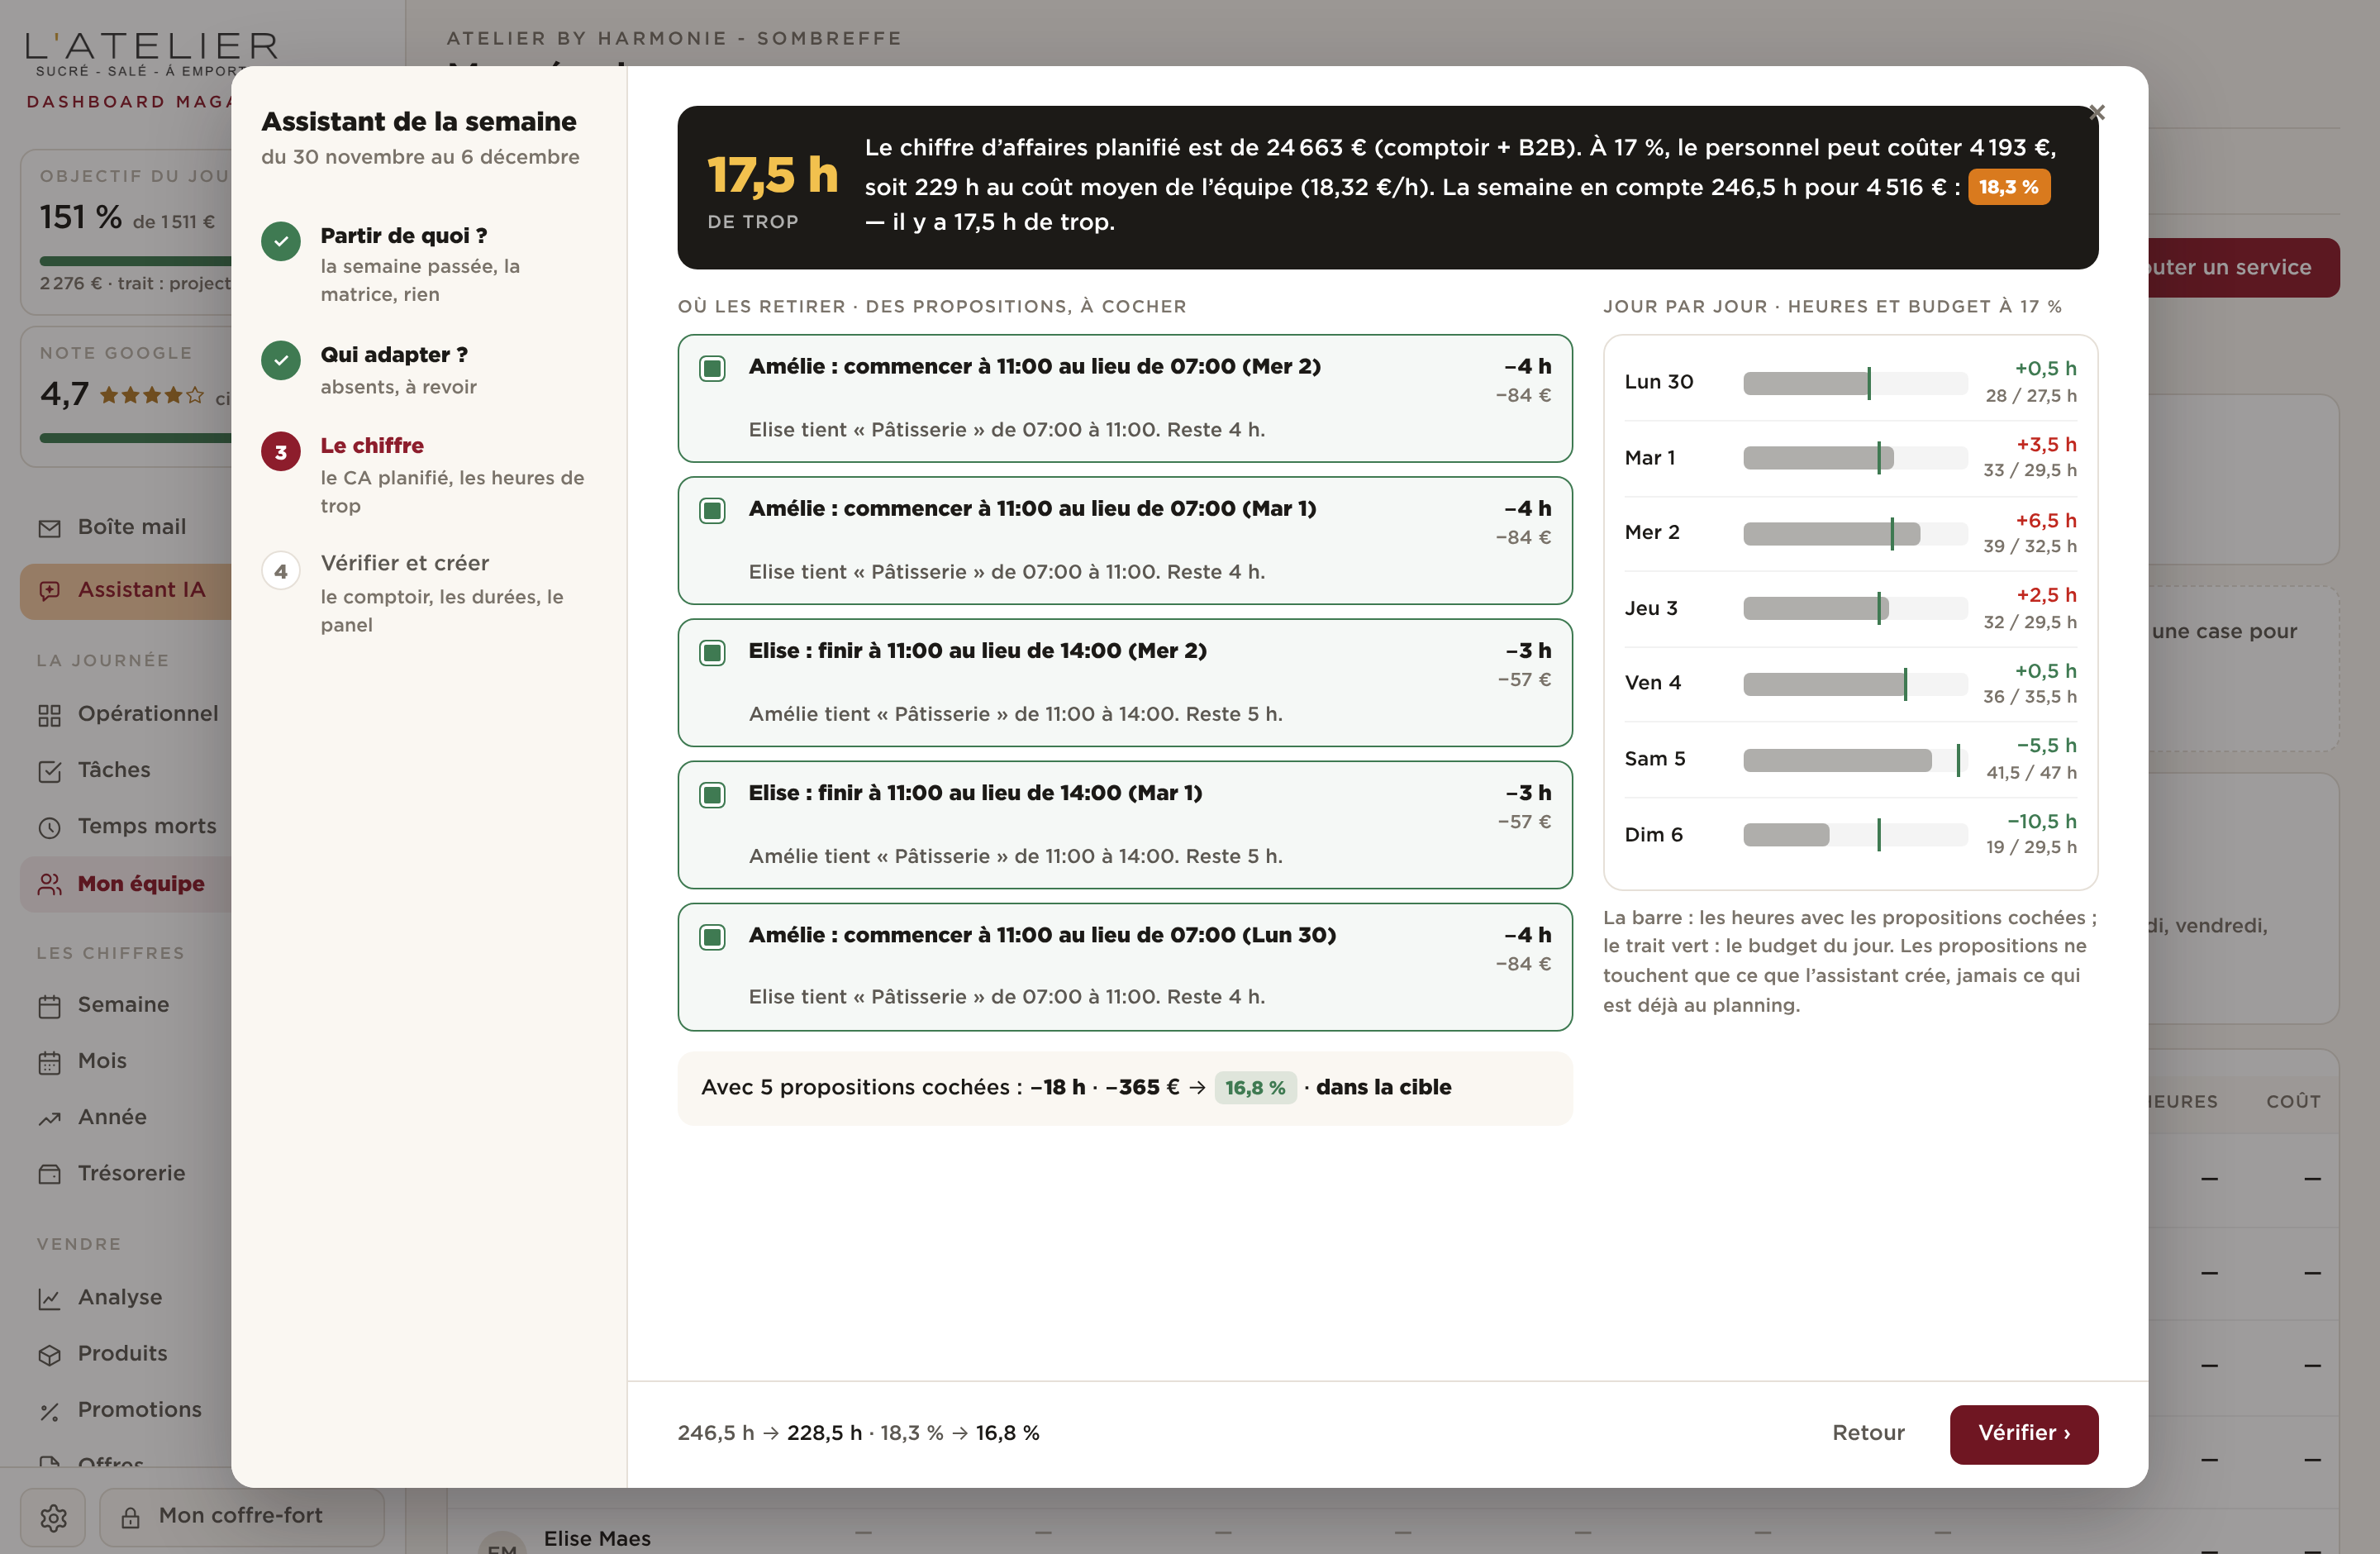 L'ATELIER
SUCRÉ - SALÉ - Á EMPORT
DASHBOARD MAGA
OBJECTIF DU JOU
151 % de 1 511 €
2 276 € · trait : project
NOTE GOOGLE
4,7
Boîte mail
Assistant IA
LA JOURNÉE
Opérationnel
Tâches
Temps morts
Mon équipe
LES CHIFFRES
Semaine
Mois
Année
Trésorerie
VENDRE
Analyse
Produits
Promotions
Offres
Mon coffre-fort
ATELIER BY HARMONIE - SOMBREFFE
Assistant de la semaine
du 30 novembre au 6 décembre
Partir de quoi ?
la semaine passée, la
matrice, rien
Qui adapter ?
absents, à revoir
3 Le chiffre
le CA planifié, les heures de
trop
4 Vérifier et créer
le comptoir, les durées, le
panel
17,5 h
DE TROP
Le chiffre d’affaires planifié est de 24 663 € (comptoir + B2B). À 17 %, le personnel peut coûter 4 193 €,
soit 229 h au coût moyen de l’équipe (18,32 €/h). La semaine en compte 246,5 h pour 4 516 € : 18,3 %
— il y a 17,5 h de trop.
×
OÙ LES RETIRER · DES PROPOSITIONS, À COCHER
Amélie : commencer à 11:00 au lieu de 07:00 (Mer 2) −4 h
−84 €
Elise tient « Pâtisserie » de 07:00 à 11:00. Reste 4 h.
Amélie : commencer à 11:00 au lieu de 07:00 (Mar 1) −4 h
−84 €
Elise tient « Pâtisserie » de 07:00 à 11:00. Reste 4 h.
Elise : finir à 11:00 au lieu de 14:00 (Mer 2) −3 h
−57 €
Amélie tient « Pâtisserie » de 11:00 à 14:00. Reste 5 h.
Elise : finir à 11:00 au lieu de 14:00 (Mar 1) −3 h
−57 €
Amélie tient « Pâtisserie » de 11:00 à 14:00. Reste 5 h.
Amélie : commencer à 11:00 au lieu de 07:00 (Lun 30) −4 h
−84 €
Elise tient « Pâtisserie » de 07:00 à 11:00. Reste 4 h.
Avec 5 propositions cochées : −18 h · −365 € → 16,8 % · dans la cible
JOUR PAR JOUR · HEURES ET BUDGET À 17 %
Lun 30 +0,5 h
28 / 27,5 h
Mar 1 +3,5 h
33 / 29,5 h
Mer 2 +6,5 h
39 / 32,5 h
Jeu 3 +2,5 h
32 / 29,5 h
Ven 4 +0,5 h
36 / 35,5 h
Sam 5 −5,5 h
41,5 / 47 h
Dim 6 −10,5 h
19 / 29,5 h
La barre : les heures avec les propositions cochées ;
le trait vert : le budget du jour. Les propositions ne
touchent que ce que l’assistant crée, jamais ce qui
est déjà au planning.
246,5 h → 228,5 h · 18,3 % → 16,8 %
Retour
Vérifier ›
outer un service
une case pour
di, vendredi,
HEURES COÛT
— —
— —
— —
— —
EM Elise Maes — — — — — — — — —